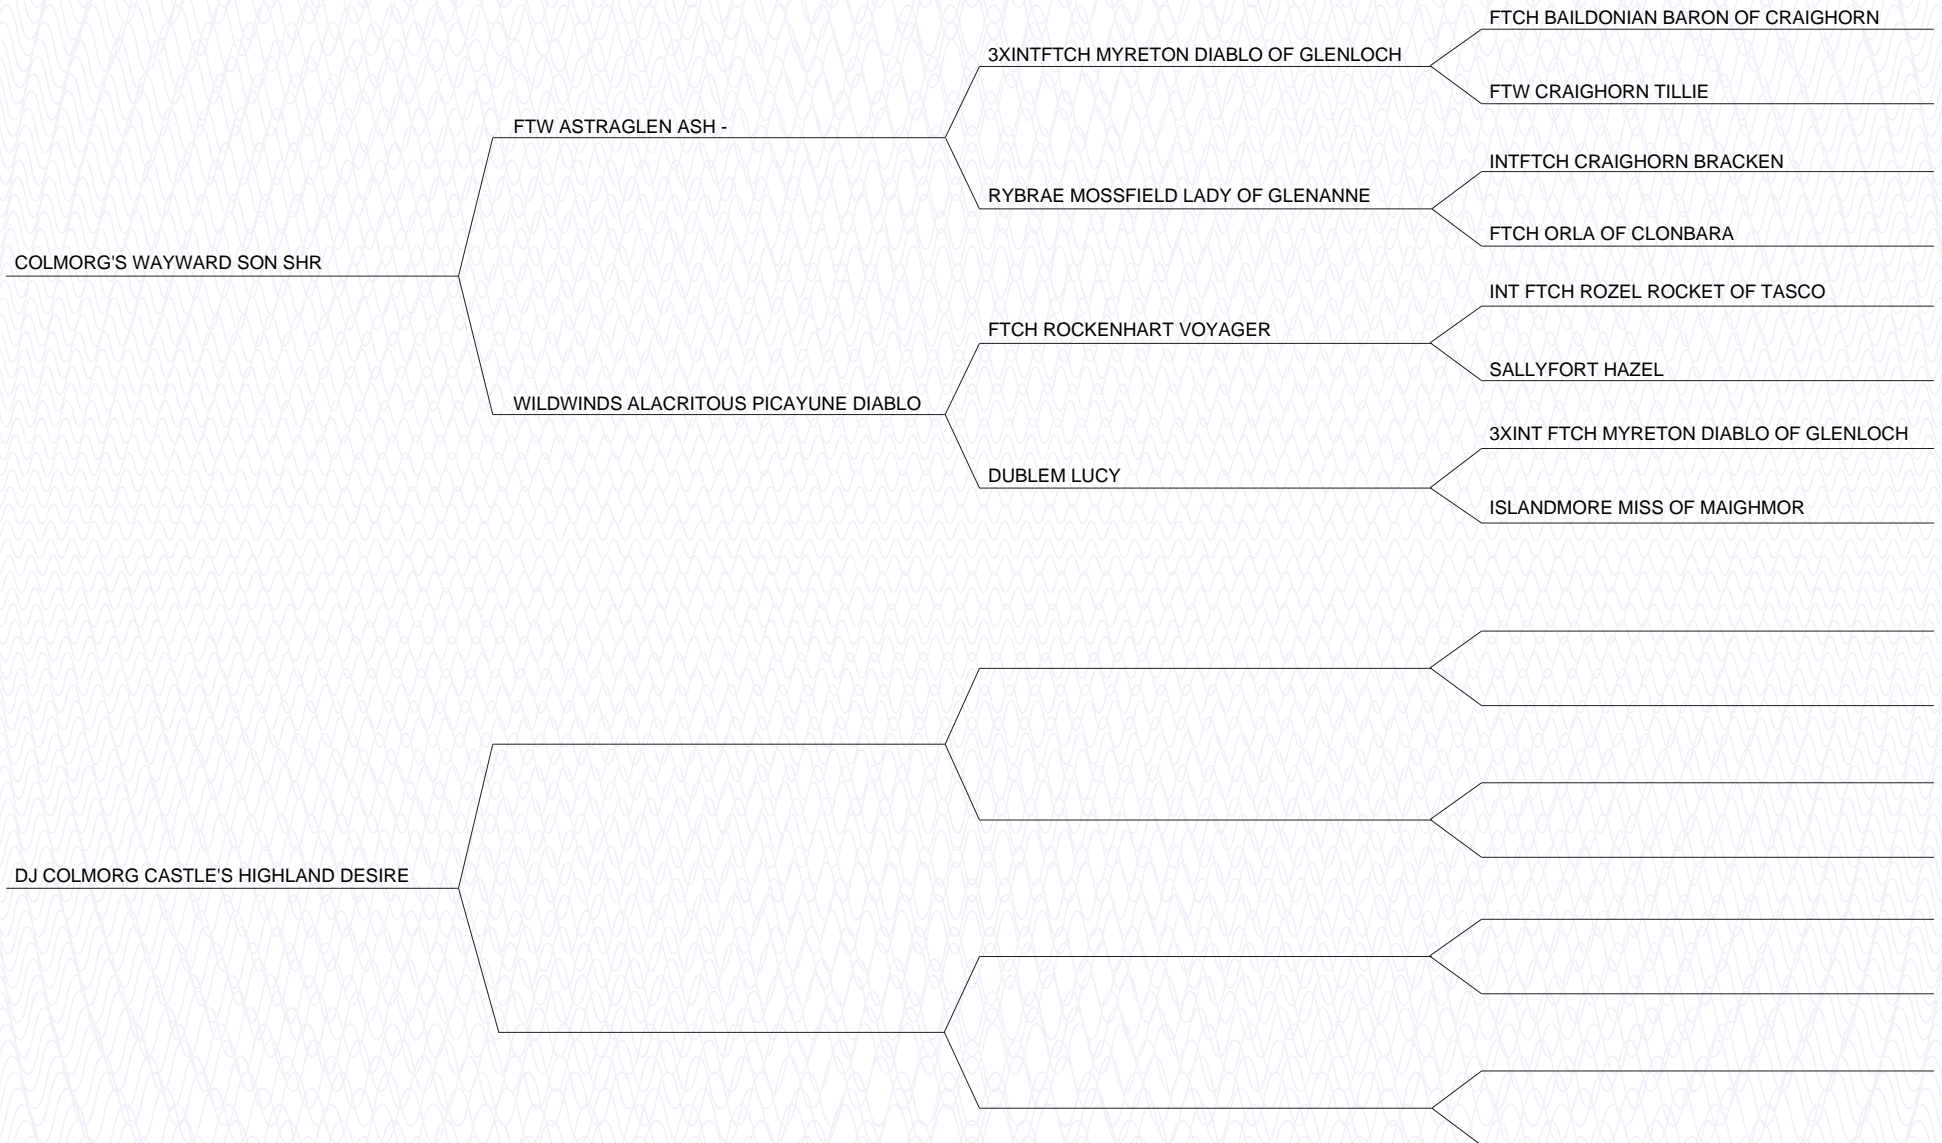 FTCH BAILDONIAN BARON OF CRAIGHORN
3XINTFTCH MYRETON DIABLO OF GLENLOCH
FTW CRAIGHORN TILLIE
FTW ASTRAGLEN ASH -
INTFTCH CRAIGHORN BRACKEN
RYBRAE MOSSFIELD LADY OF GLENANNE
FTCH ORLA OF CLONBARA
COLMORG'S WAYWARD SON SHR
INT FTCH ROZEL ROCKET OF TASCO
FTCH ROCKENHART VOYAGER
SALLYFORT HAZEL
WILDWINDS ALACRITOUS PICAYUNE DIABLO
3XINT FTCH MYRETON DIABLO OF GLENLOCH
DUBLEM LUCY
ISLANDMORE MISS OF MAIGHMOR
DJ COLMORG CASTLE'S HIGHLAND DESIRE